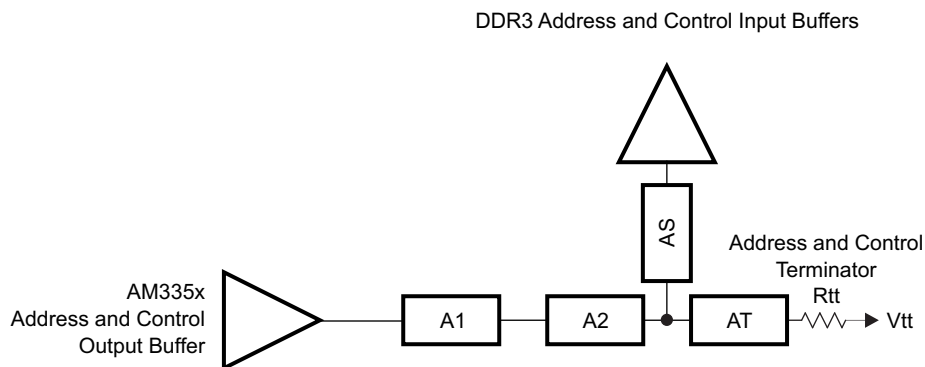 DDR3 Address and Control Input Buffers
AS
Address and Control
Terminator
Rtt
AM335x
Address and Control
Output Buffer
A1
A2
AT
Vtt